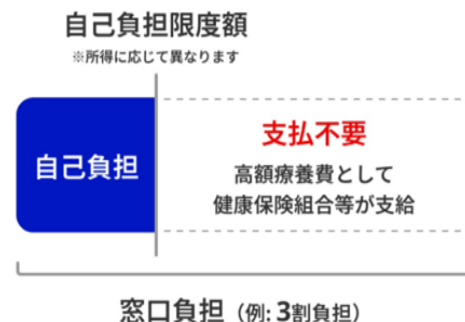 自己負担限度額
※所得に応じて異なります
自己負担
支払不要
高額療養費として
健康保険組合等が支給
窓口負担（例: 3割負担）